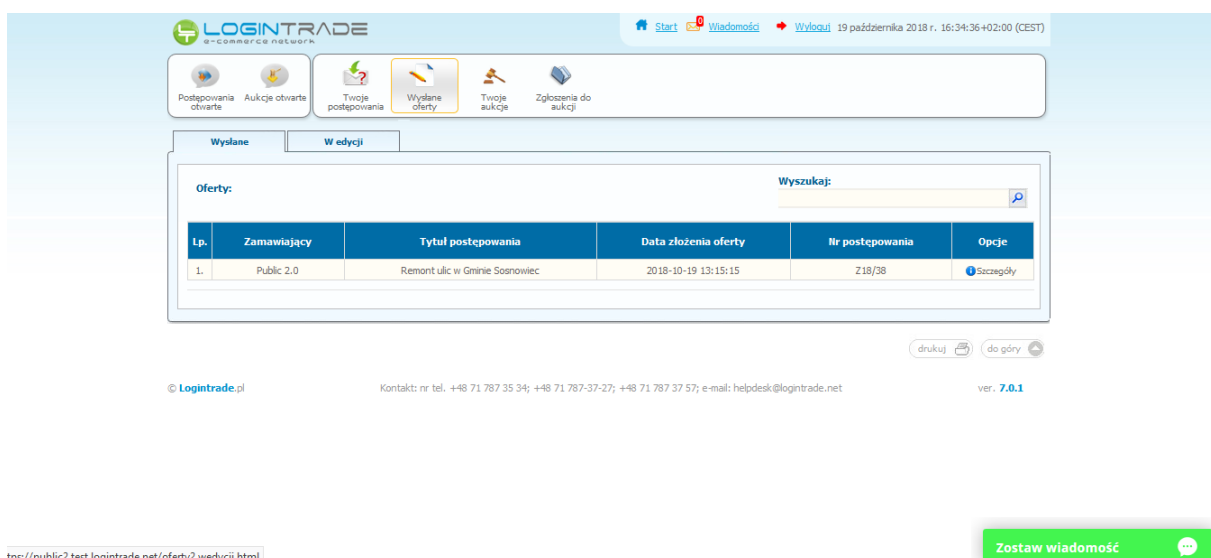 LOGINTRADE
e-commerce network
Start 0 Wiadomości Wyloguj 19 października 2018 r. 16:34:36+02:00 (CEST)
Postępowania otwarte
Aukcje otwarte
Twoje postępowania
Wysłane oferty
Twoje aukcje
Zgłoszenia do aukcji
Wysłane W edycji
Oferty:
Wyszukaj:
Lp. Zamawiający Tytuł postępowania Data złożenia oferty Nr postępowania Opcje
1. Public 2.0 Remont ulic w Gminie Sosnowiec 2018-10-19 13:15:15 Z18/38 Szczegóły
drukuj do góry
© Logintrade.pl Kontakt: nr tel. +48 71 787 35 34; +48 71 787-37-27; +48 71 787 37 57; e-mail: helpdesk@logintrade.net ver. 7.0.1
Zostaw wiadomość
ttps://public2.test.logintrade.net/oferty2,wedycji.html